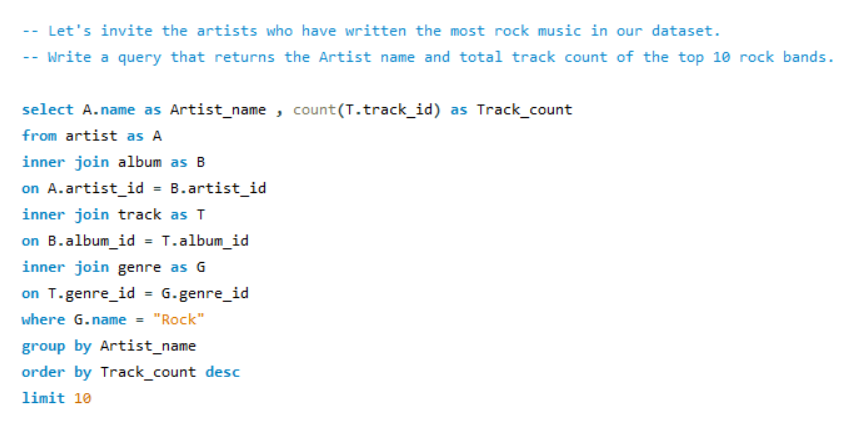 -- Let's invite the artists who have written the most rock music in our dataset.
-- Write a query that returns the Artist name and total track count of the top 10 rock bands.
select A.name as Artist_name , count(T.track_id) as Track_count
from artist as A
inner join album as B
on A.artist_id = B.artist_id
inner join track as T
on B.album_id = T.album_id
inner join genre as G
on T.genre_id = G.genre_id
where G.name = "Rock"
group by Artist_name
order by Track_count desc
limit 10